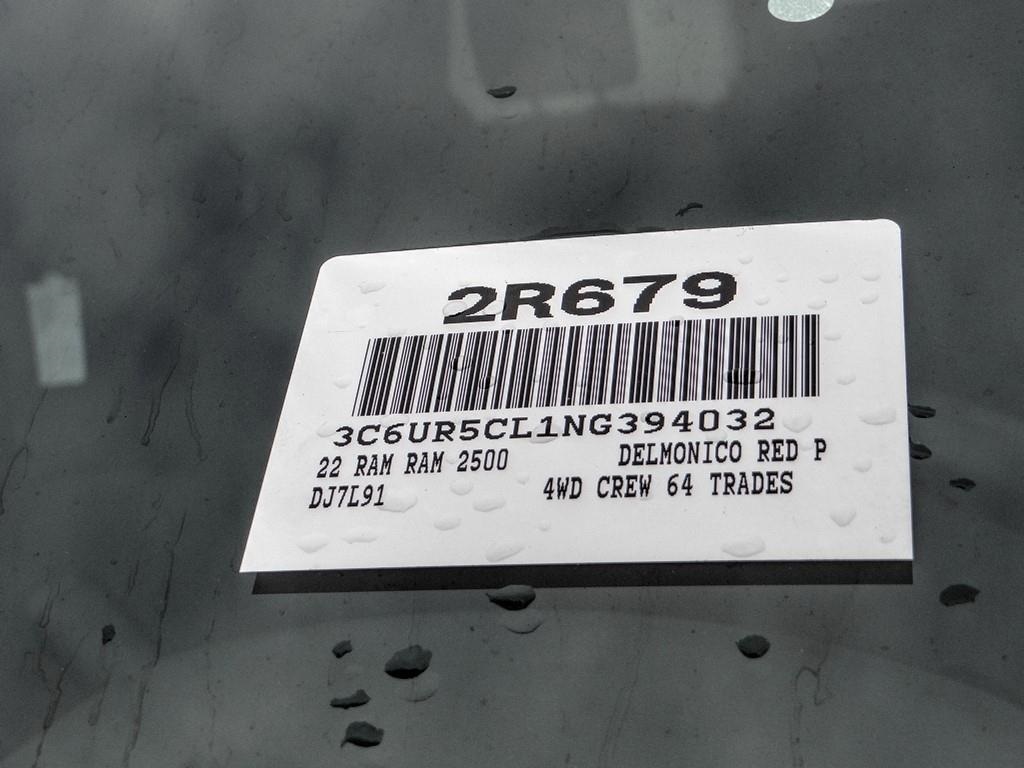 2R679
3C6UR5CL1NG394032
22 RAM RAM 2500 DELMONICO RED P
DJ7L91 4WD CREW 64 TRADES